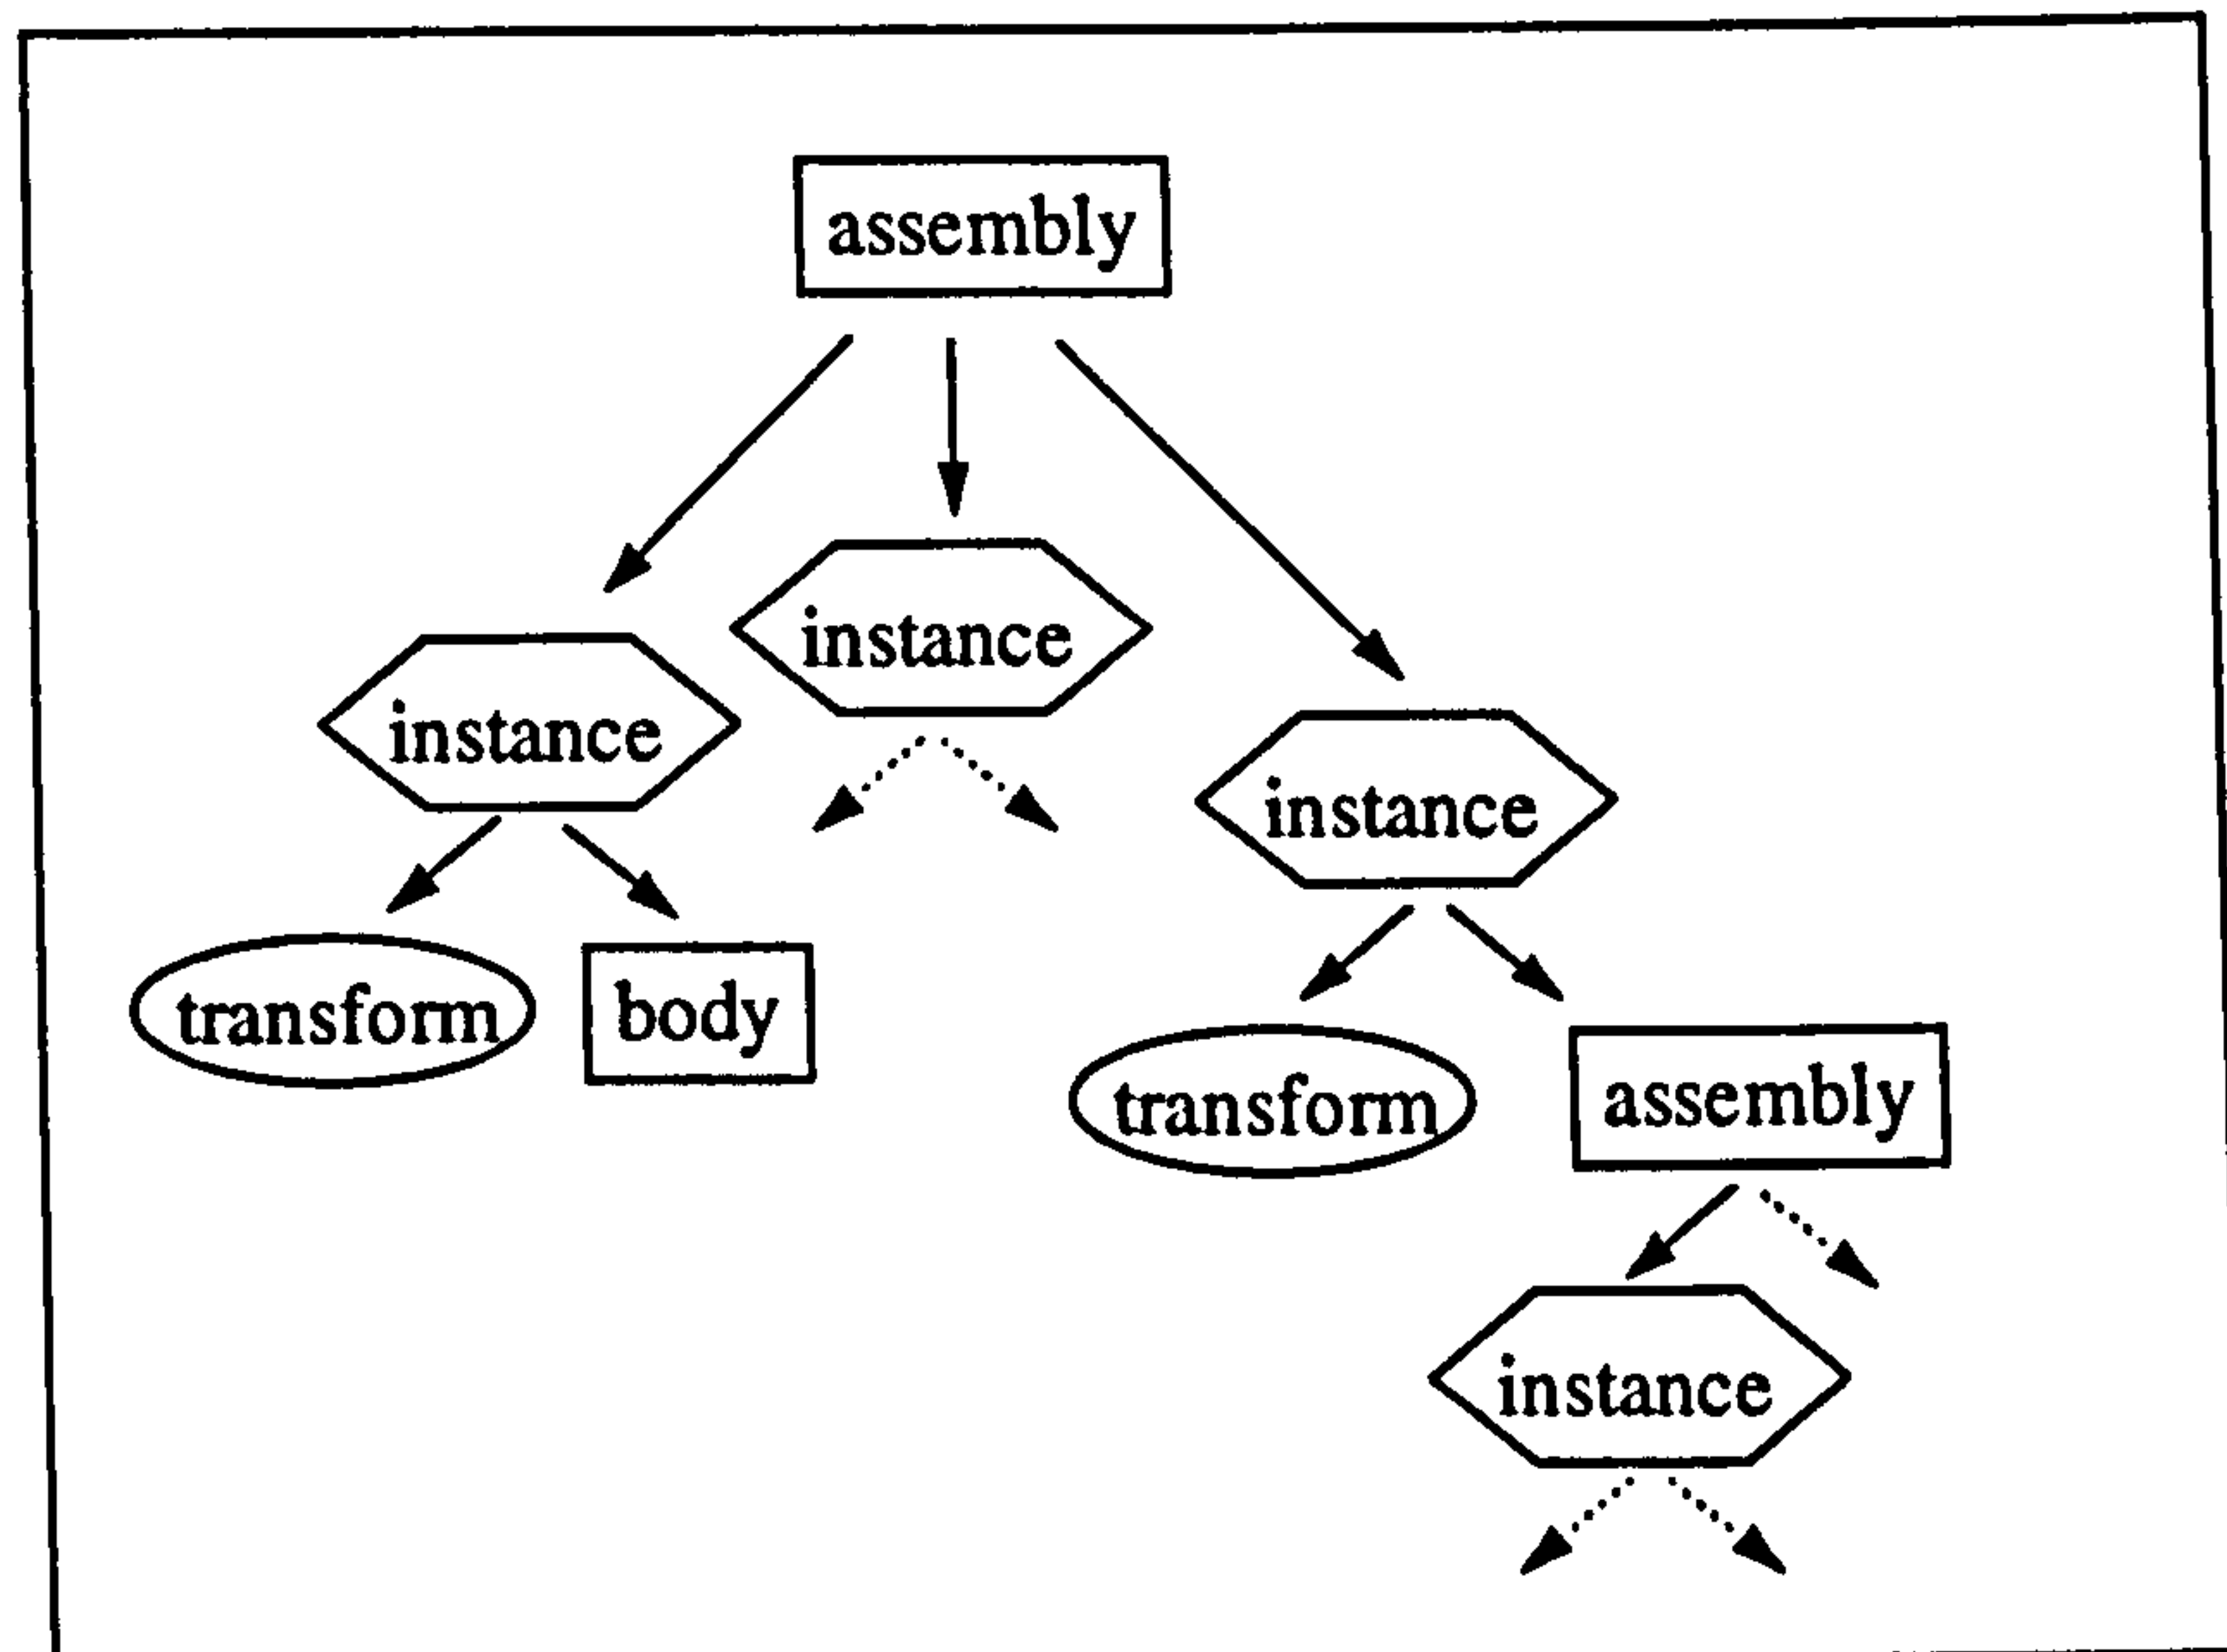 assembly
instance
instance
instance
transform
body
transform
assembly
instance